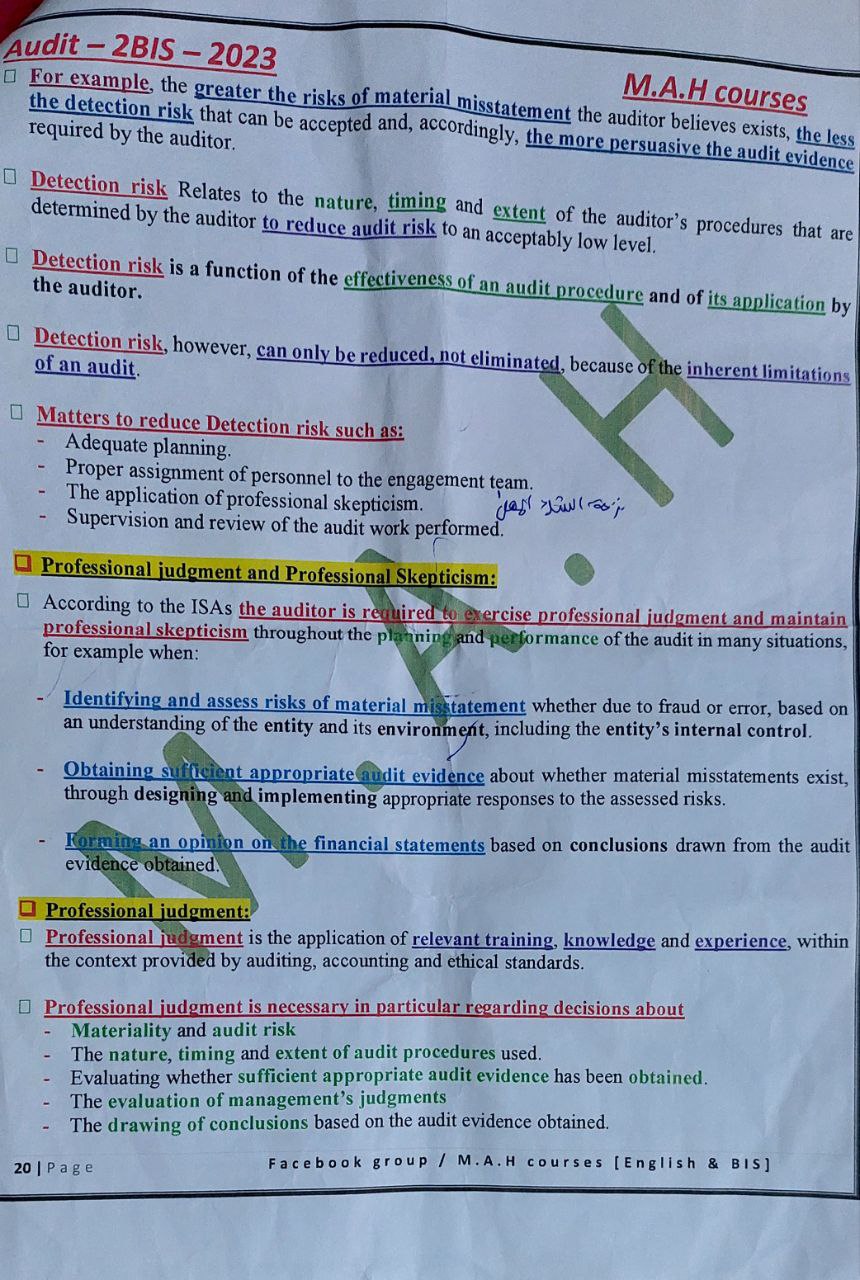 Audit – 2BIS – 2023
M.A.H courses
□ For example, the greater the risks of material misstatement the auditor believes exists, the less
the detection risk that can be accepted and, accordingly, the more persuasive the audit evidence
required by the auditor.
□ Detection risk Relates to the nature, timing and extent of the auditor's procedures that are
determined by the auditor to reduce audit risk to an acceptably low level.
□ Detection risk is a function of the effectiveness of an audit procedure and of its application by
the auditor.
□ Detection risk, however, can only be reduced, not eliminated, because of the inherent limitations
of an audit.
□ Matters to reduce Detection risk such as:
- Adequate planning.
- Proper assignment of personnel to the engagement team.
- The application of professional skepticism.
- Supervision and review of the audit work performed.
❑ Professional judgment and Professional Skepticism:
□ According to the ISAs the auditor is required to exercise professional judgment and maintain
professional skepticism throughout the planning and performance of the audit in many situations,
for example when:
- Identifying and assess risks of material misstatement whether due to fraud or error, based on
an understanding of the entity and its environment, including the entity's internal control.
- Obtaining sufficient appropriate audit evidence about whether material misstatements exist,
through designing and implementing appropriate responses to the assessed risks.
- Forming an opinion on the financial statements based on conclusions drawn from the audit
evidence obtained.
❑ Professional judgment:
□ Professional judgment is the application of relevant training, knowledge and experience, within
the context provided by auditing, accounting and ethical standards.
□ Professional judgment is necessary in particular regarding decisions about
- Materiality and audit risk
- The nature, timing and extent of audit procedures used.
- Evaluating whether sufficient appropriate audit evidence has been obtained.
- The evaluation of management's judgments
- The drawing of conclusions based on the audit evidence obtained.
M.A.H
20 | Page
Facebook group / M.A.H courses [English & BIS]